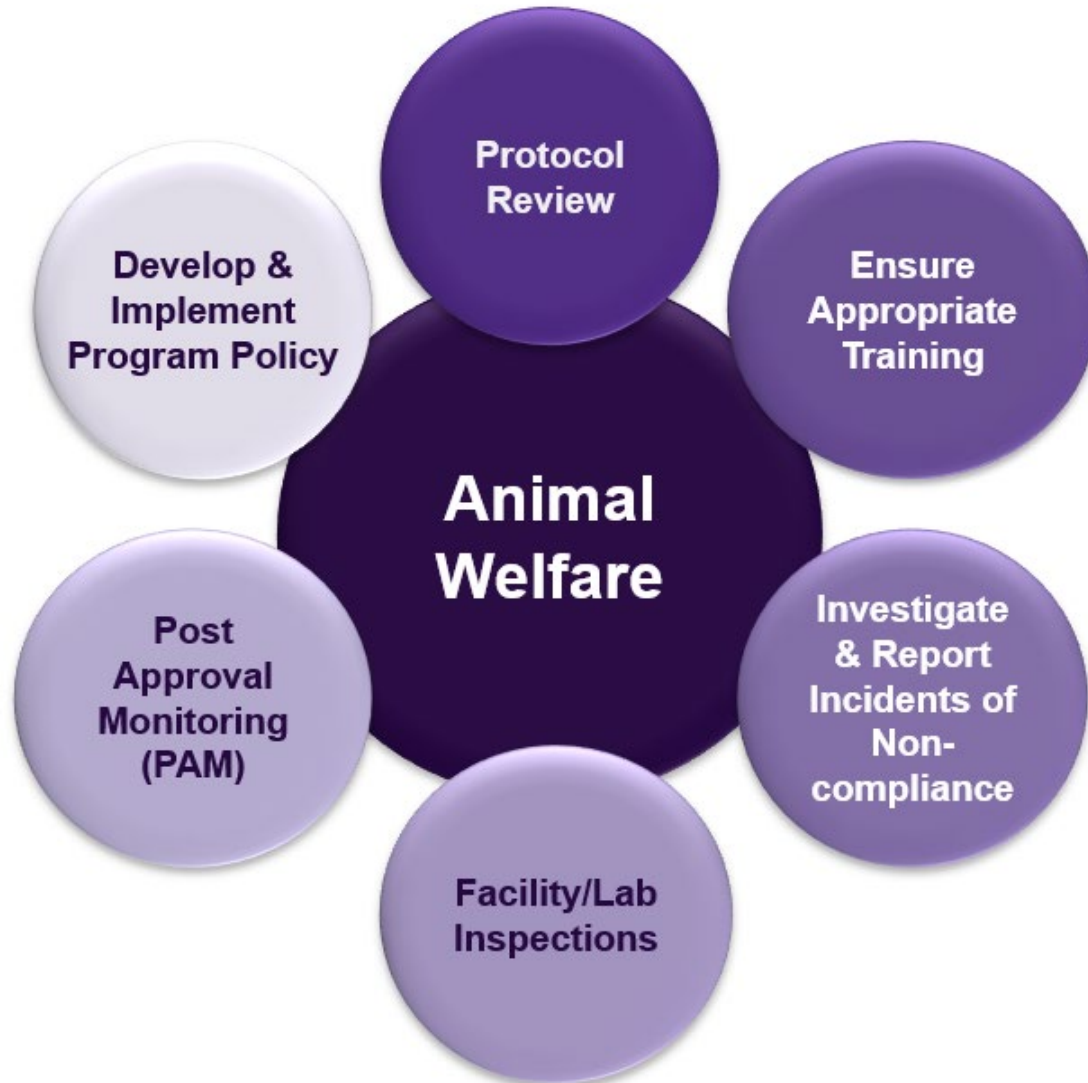 Protocol
Review
Ensure
Appropriate
Training
Investigate
& Report
Incidents of
Non-
compliance
Facility/Lab
Inspections
Post
Approval
Monitoring
(PAM)
Develop &
Implement
Program Policy
Animal
Welfare